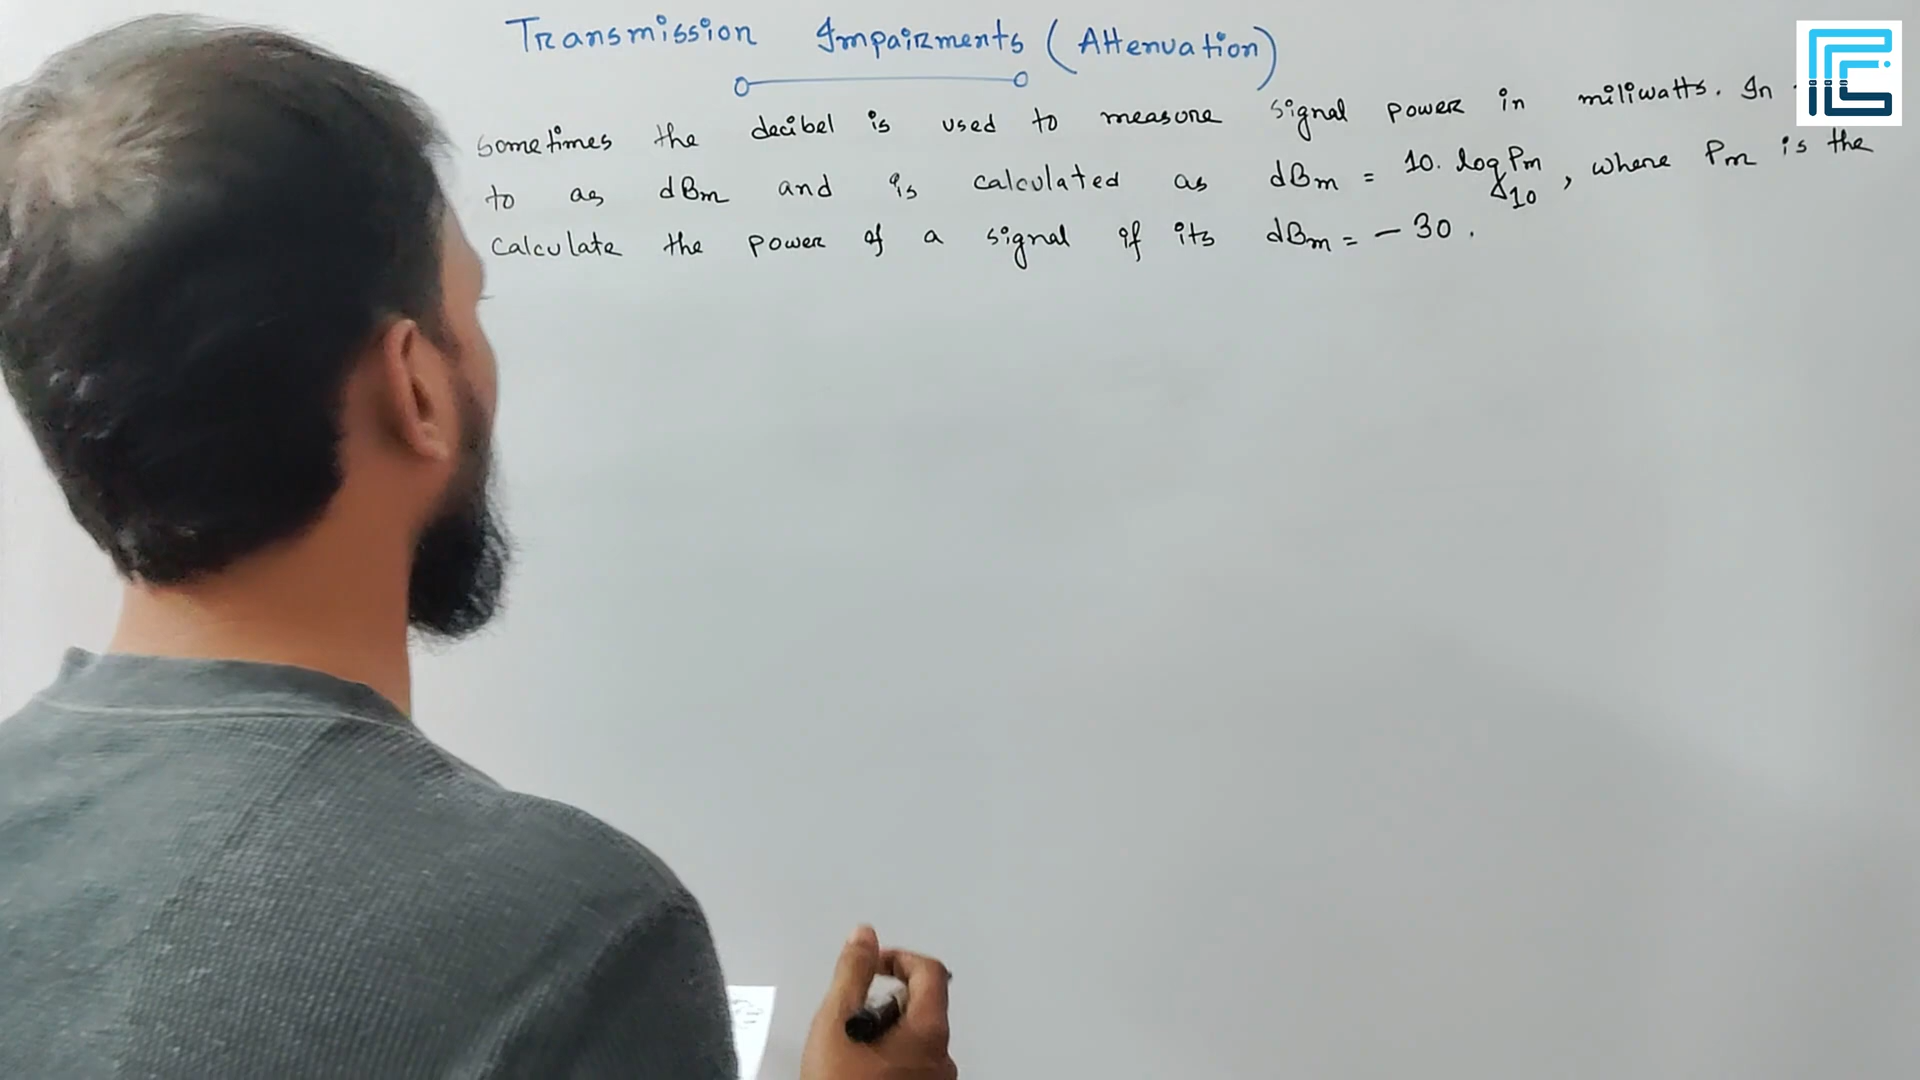 Transmission Impairments (Attenuation)
Sometimes the decibel is used to measure signal power in miliwatts. In
to as dBm and is calculated as dBm = 10. log10 Pm, where Pm is the
Calculate the power of a signal if its dBm = - 30.